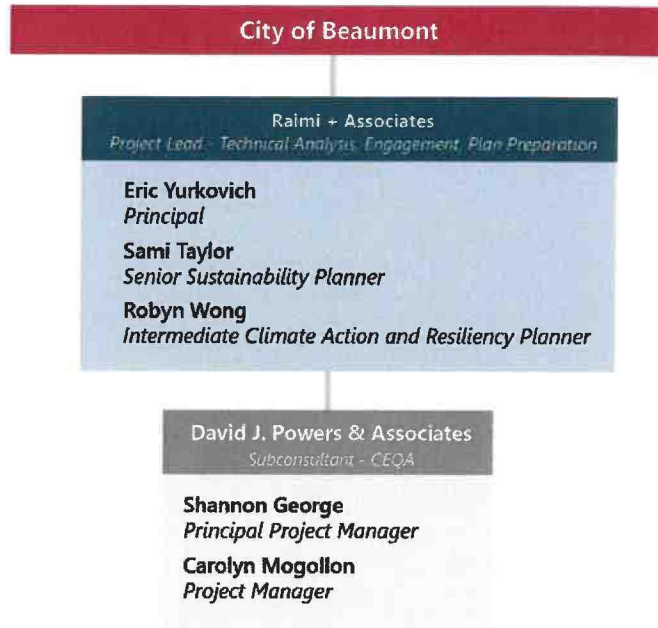 City of Beaumont
Raimi + Associates
Project Lead - Technical Analysis, Engagement, Plan Preparation
Eric Yurkovich
Principal
Sami Taylor
Senior Sustainability Planner
Robyn Wong
Intermediate Climate Action and Resiliency Planner
David J. Powers & Associates
Subconsultant - CEQA
Shannon George
Principal Project Manager
Carolyn Mogollon
Project Manager